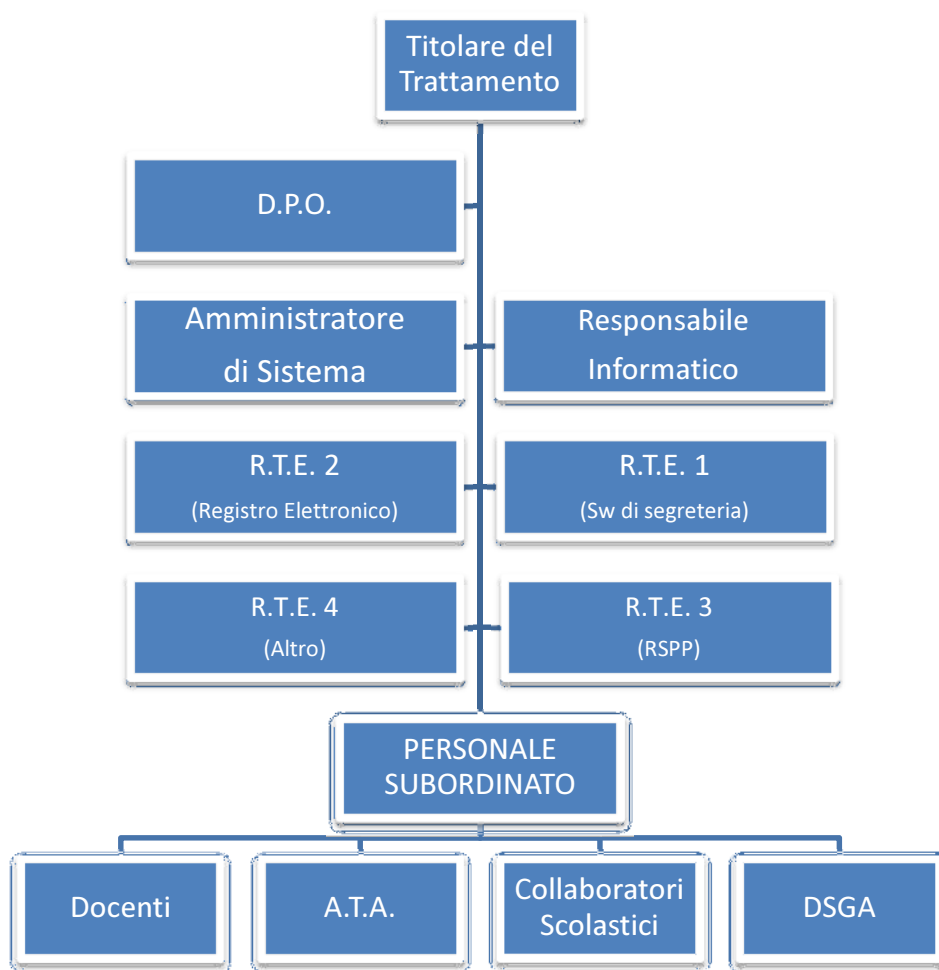 Titolare del
Trattamento
D.P.O.
Amministratore
di Sistema
Responsabile
Informatico
R.T.E. 2
(Registro Elettronico)
R.T.E. 1
(Sw di segreteria)
R.T.E. 4
(Altro)
R.T.E. 3
(RSPP)
PERSONALE
SUBORDINATO
Docenti
A.T.A.
Collaboratori
Scolastici
DSGA